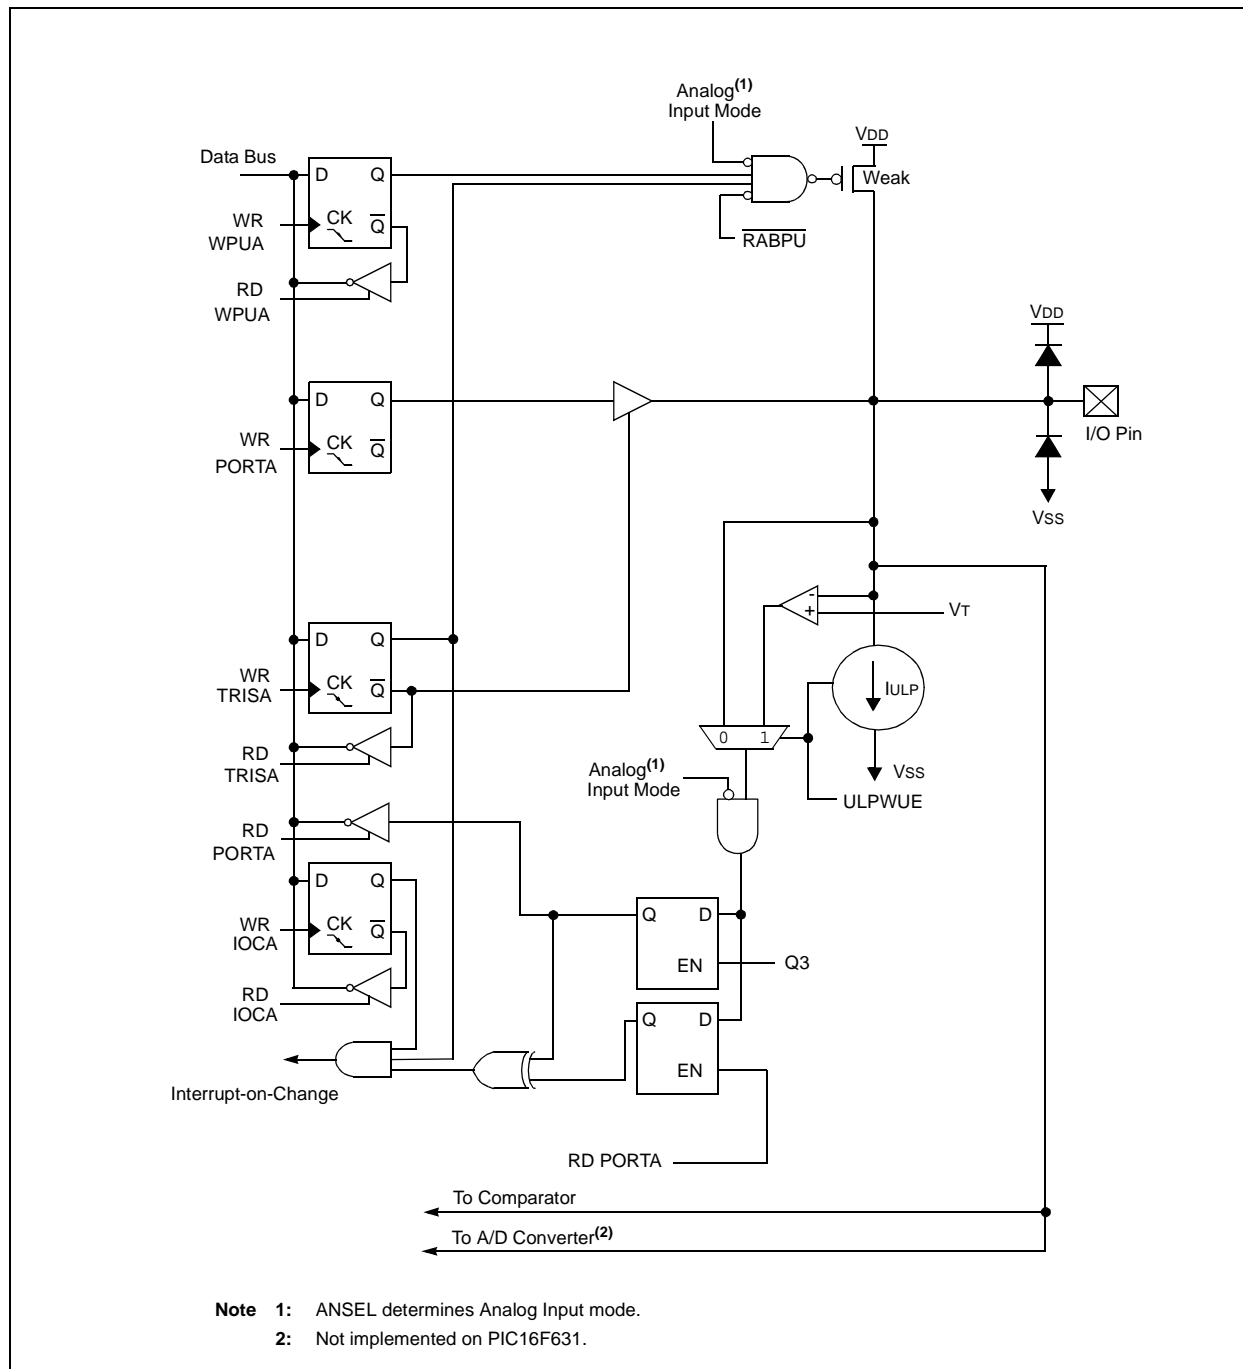 Analog(1)
Input Mode
VDD
Data Bus
D Q
Weak
WR
WPUA
CK Q
RABPU
RD
WPUA
VDD
D Q
WR
PORTA
CK Q
I/O Pin
VSS
-
+
VT
D Q
WR
TRISA
CK Q
IULP
0 1
RD
TRISA
Analog(1)
Input Mode
VSS
ULPWUE
RD
PORTA
D Q
WR
IOCA
CK Q
Q D
EN
Q3
RD
IOCA
Q D
EN
Interrupt-on-Change
RD PORTA
To Comparator
To A/D Converter(2)
Note 1: ANSEL determines Analog Input mode.
2: Not implemented on PIC16F631.